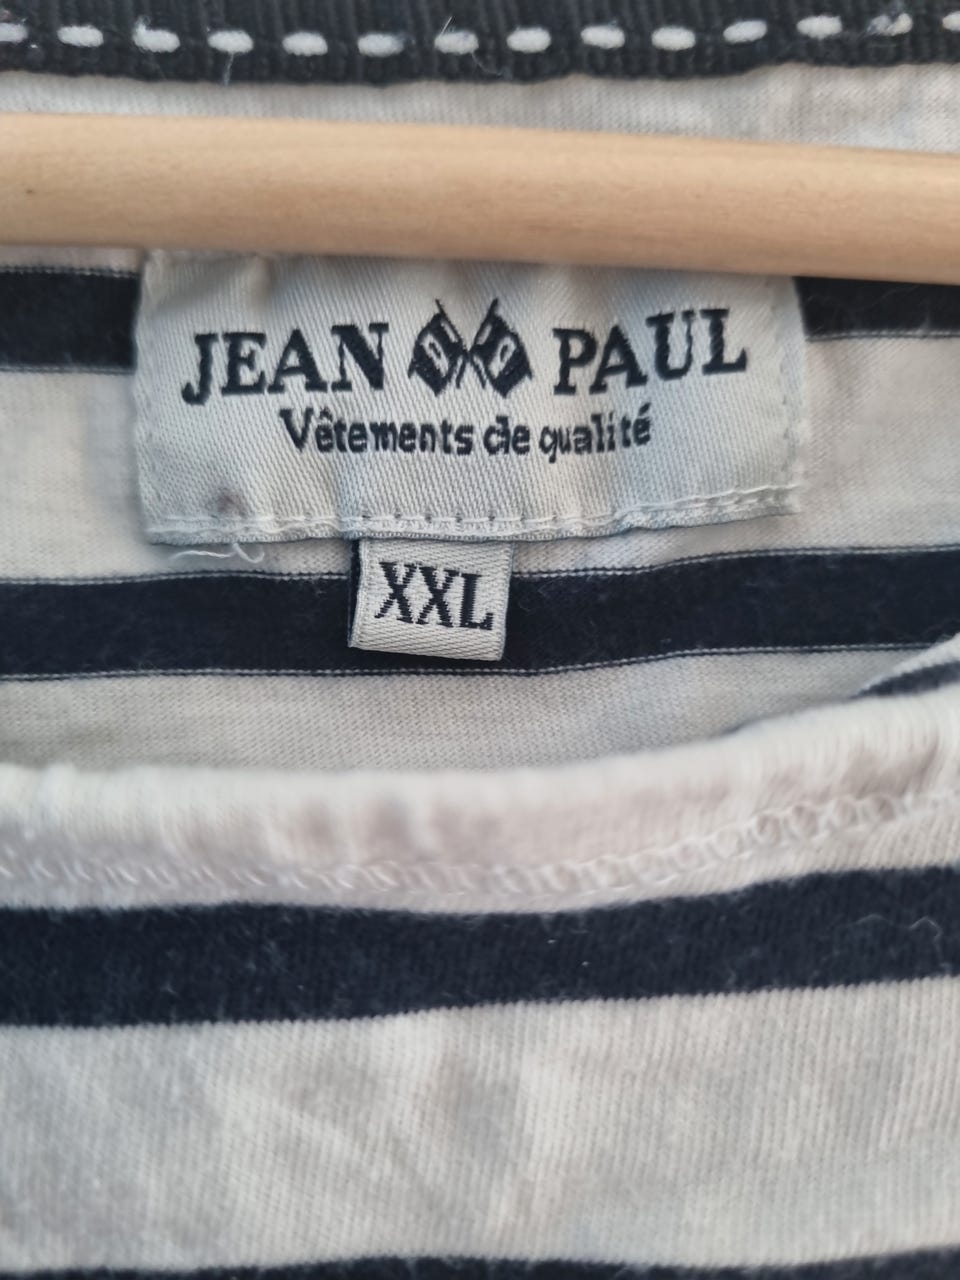 JEAN PAUL
Vêtements de qualité
XXL